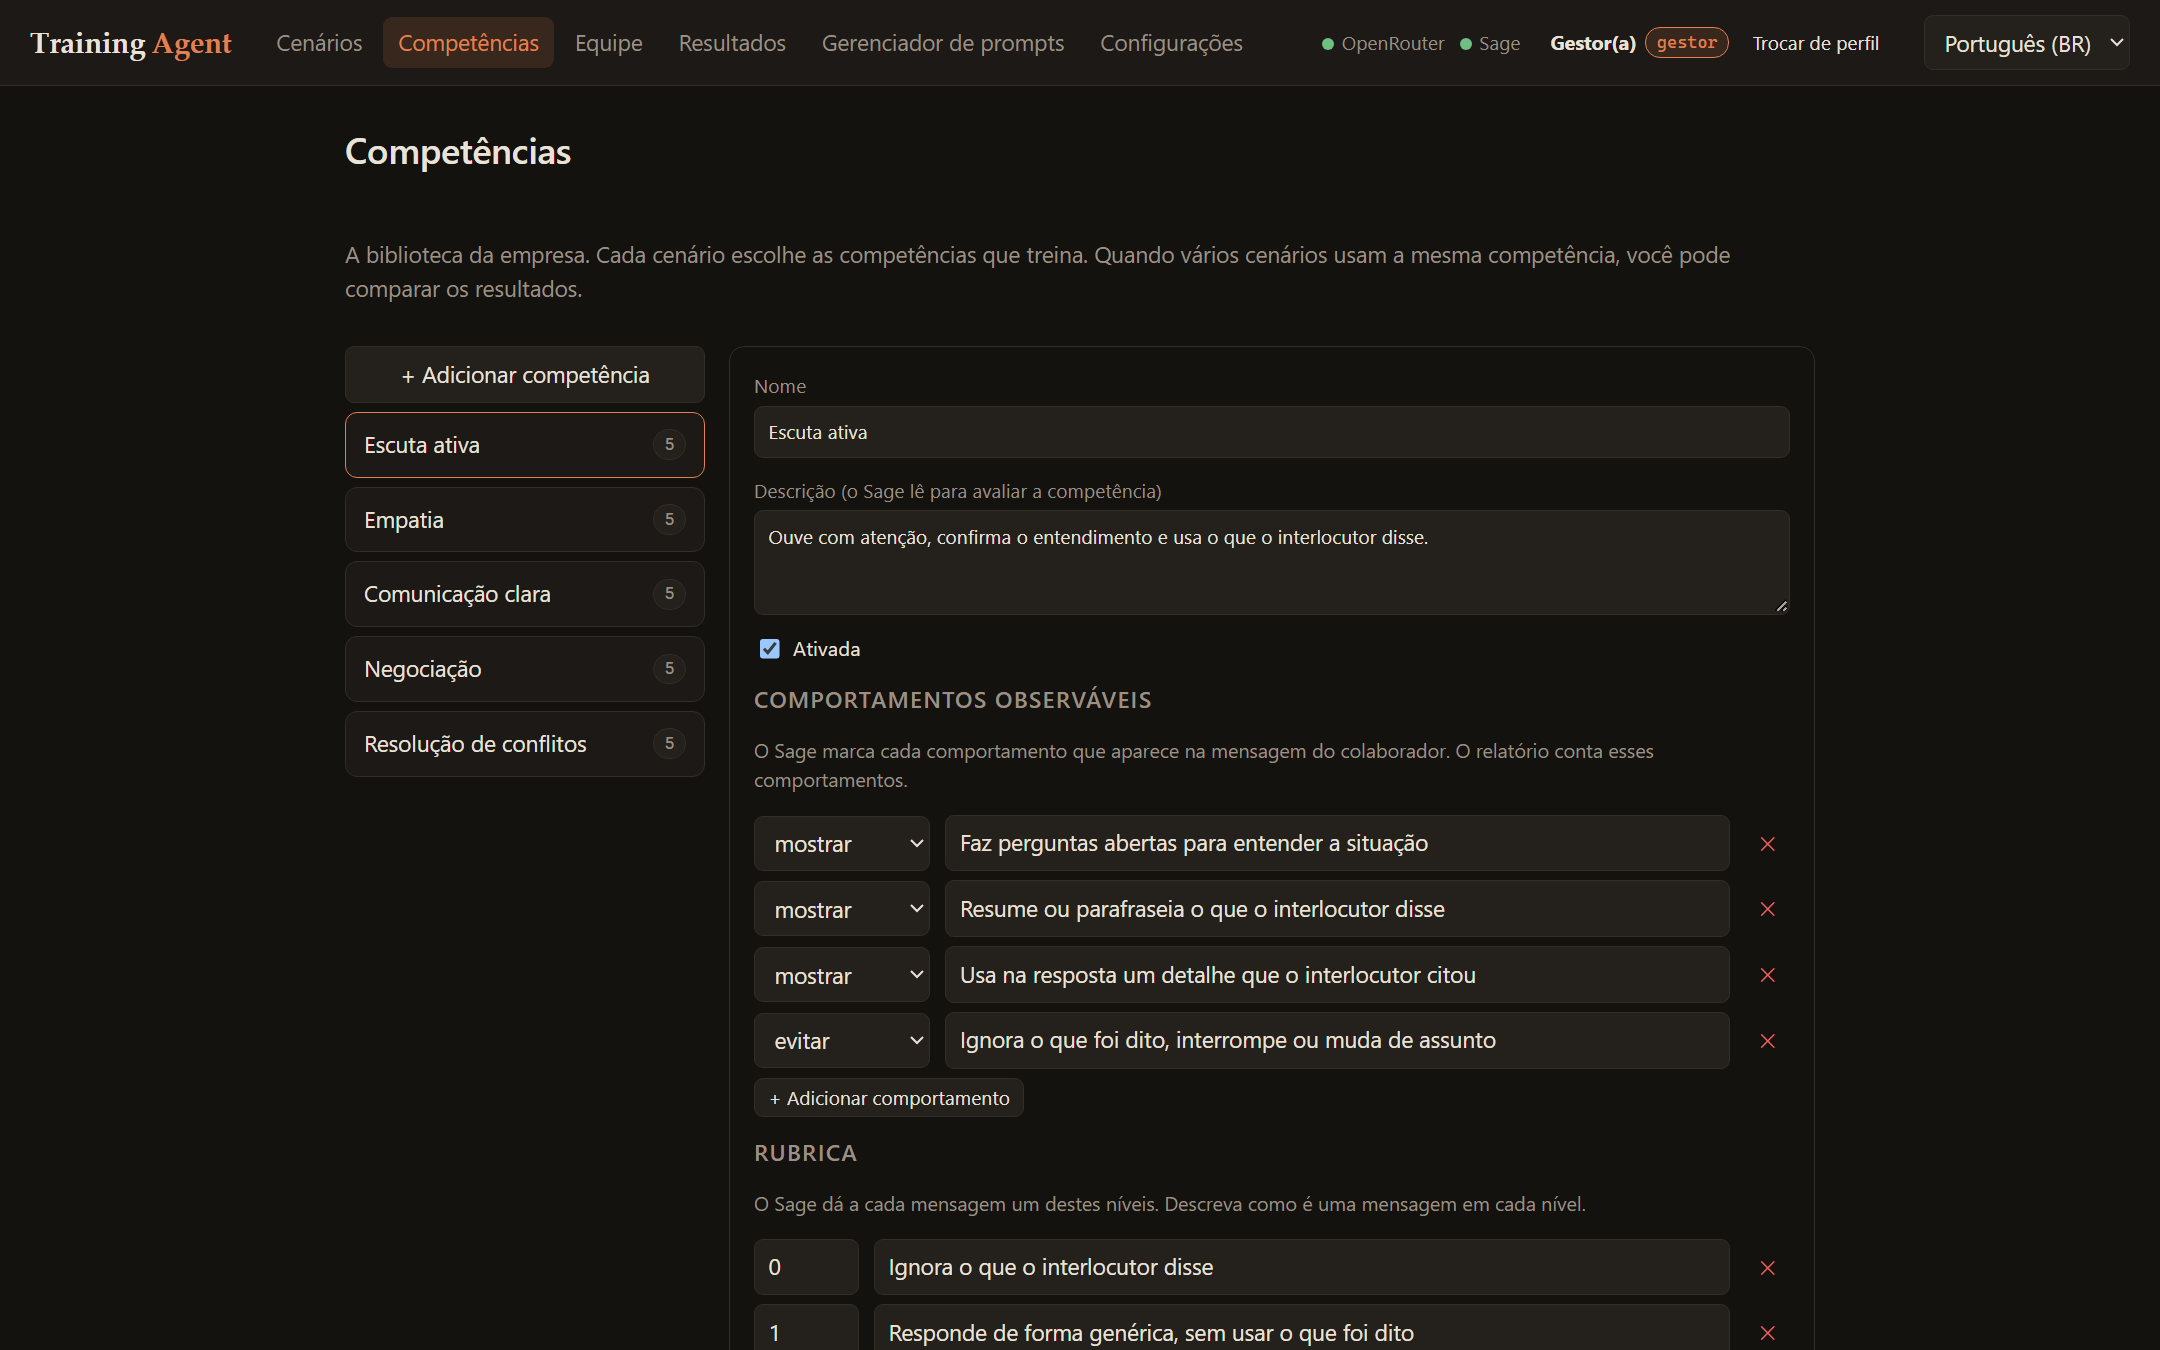 Training Agent
Cenários
Competências
Equipe
Resultados
Gerenciador de prompts
Configurações
OpenRouter
Sage
Gestor(a)
gestor
Trocar de perfil
Português (BR)
Competências
A biblioteca da empresa. Cada cenário escolhe as competências que treina. Quando vários cenários usam a mesma competência, você pode
comparar os resultados.
+ Adicionar competência
Escuta ativa 5
Empatia 5
Comunicação clara 5
Negociação 5
Resolução de conflitos 5
Nome
Escuta ativa
Descrição (o Sage lê para avaliar a competência)
Ouve com atenção, confirma o entendimento e usa o que o interlocutor disse.
Ativada
COMPORTAMENTOS OBSERVÁVEIS
O Sage marca cada comportamento que aparece na mensagem do colaborador. O relatório conta esses
comportamentos.
mostrar Faz perguntas abertas para entender a situação
mostrar Resume ou parafraseia o que o interlocutor disse
mostrar Usa na resposta um detalhe que o interlocutor citou
evitar Ignora o que foi dito, interrompe ou muda de assunto
+ Adicionar comportamento
RUBRICA
O Sage dá a cada mensagem um destes níveis. Descreva como é uma mensagem em cada nível.
0 Ignora o que o interlocutor disse
1 Responde de forma genérica, sem usar o que foi dito